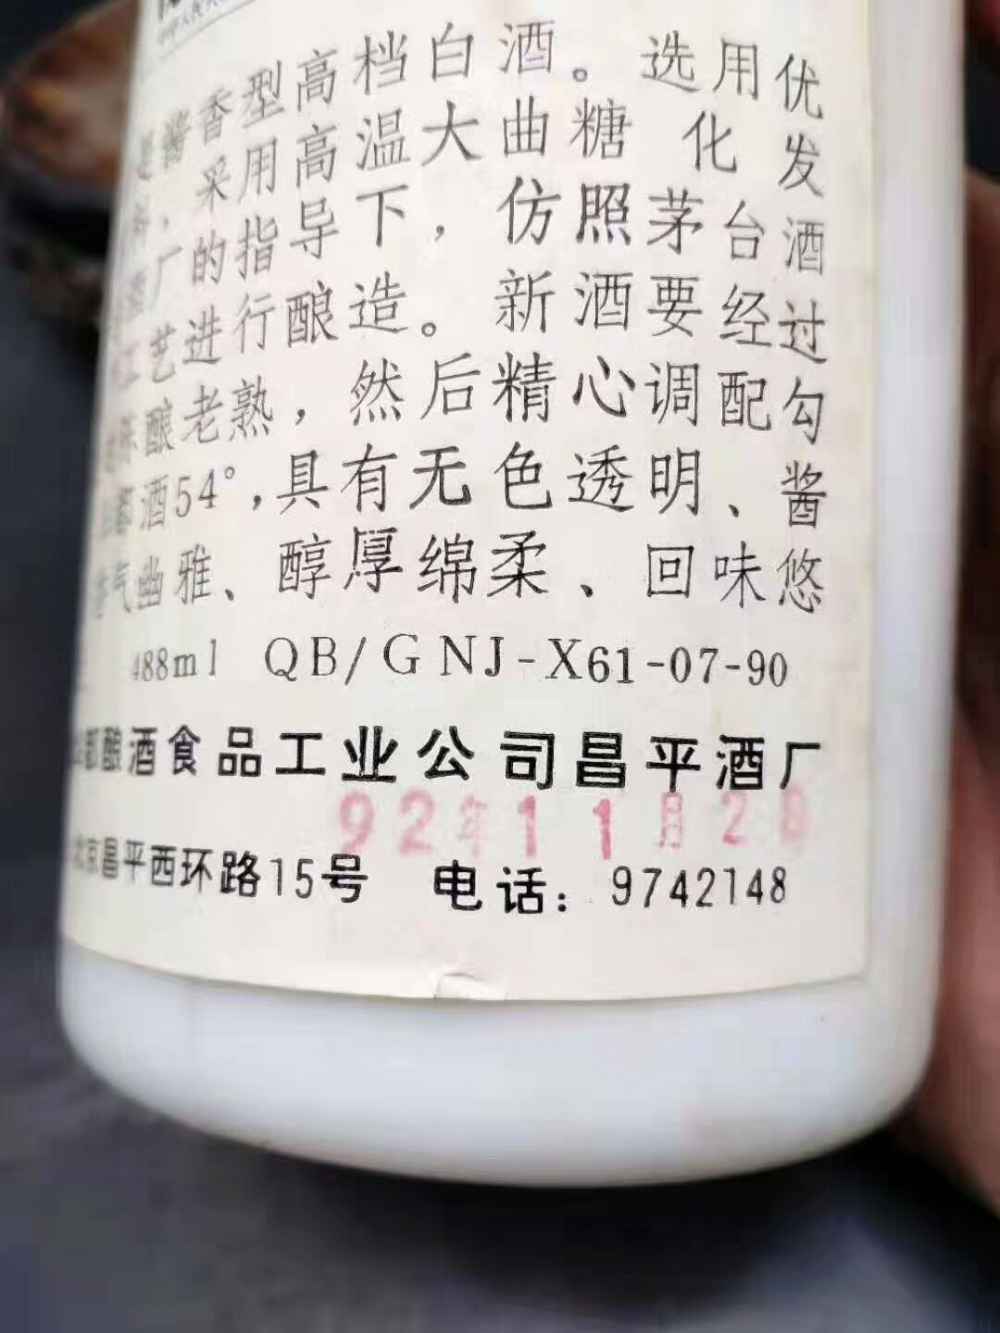 酱香型高档白酒。选用优
，采用高温大曲糖化发
酒厂的指导下，仿照茅台酒
工艺进行酿造。新酒要经过
陈酿老熟，然后精心调配勾
都酒54°，具有无色透明、酱
香气幽雅、醇厚绵柔、回味悠
488ml QB/GNJ-X61-07-90
都酿酒食品工业公司昌平酒厂
92年11月28
北京昌平西环路15号 电话：9742148